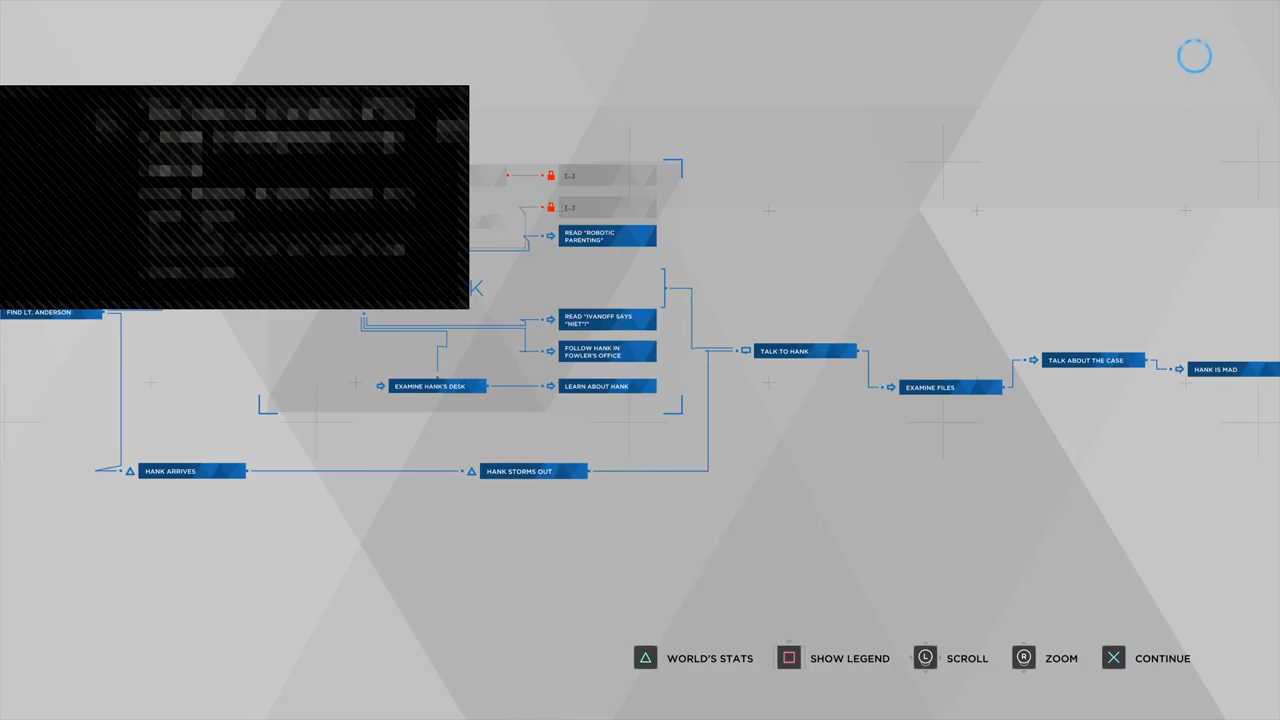 [...]
[...]
READ "ROBOTIC
PARENTING"
K
FIND LT. ANDERSON
READ "IVANOFF SAYS
"NIET"!"
FOLLOW HANK IN
FOWLER'S OFFICE
EXAMINE HANK'S DESK
LEARN ABOUT HANK
TALK TO HANK
EXAMINE FILES
TALK ABOUT THE CASE
HANK IS MAD
HANK ARRIVES
HANK STORMS OUT
WORLD'S STATS
SHOW LEGEND
L
SCROLL
R
ZOOM
CONTINUE